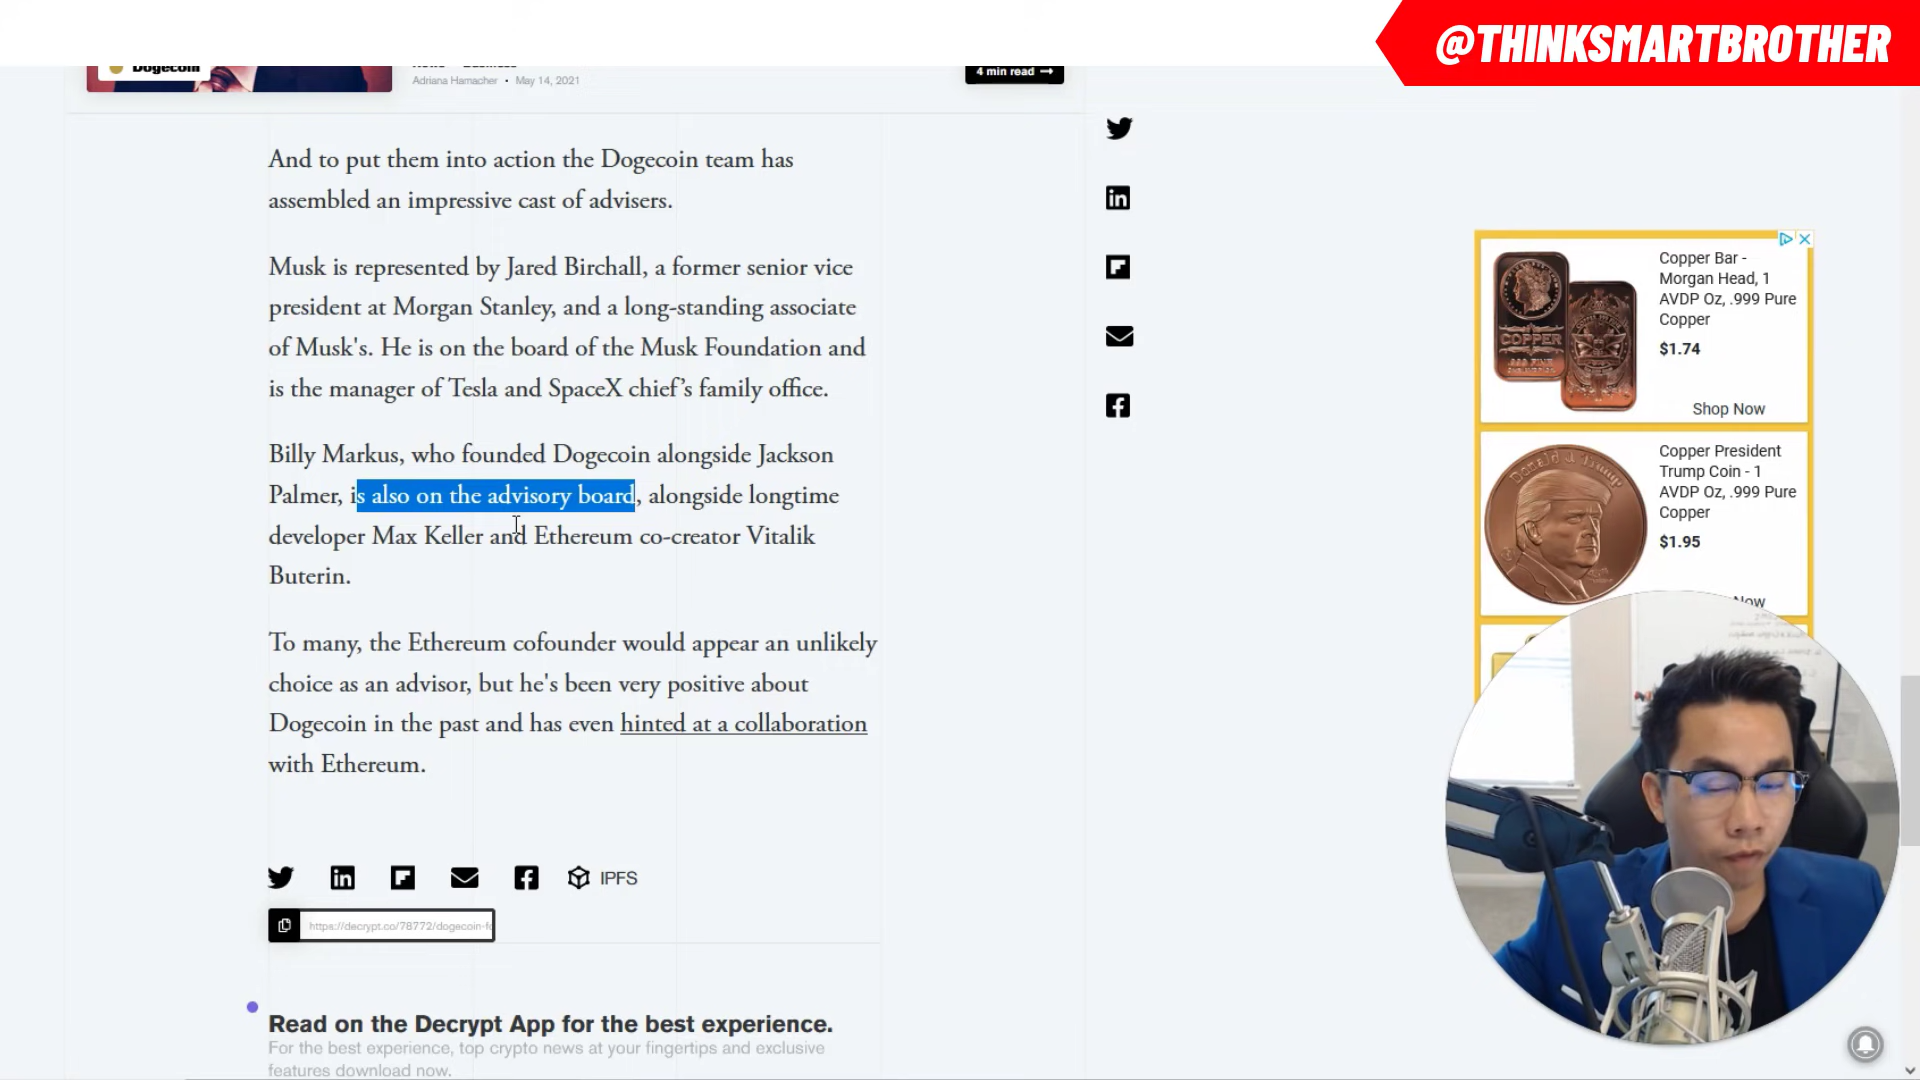 @THINKSMARTBROTHER
Dogecoin
Adriana Hamacher • May 14, 2021
4 min read →
And to put them into action the Dogecoin team has
assembled an impressive cast of advisers.
Musk is represented by Jared Birchall, a former senior vice
president at Morgan Stanley, and a long-standing associate
of Musk's. He is on the board of the Musk Foundation and
is the manager of Tesla and SpaceX chief’s family office.
Billy Markus, who founded Dogecoin alongside Jackson
Palmer, is also on the advisory board, alongside longtime
developer Max Keller and Ethereum co-creator Vitalik
Buterin.
To many, the Ethereum cofounder would appear an unlikely
choice as an advisor, but he's been very positive about
Dogecoin in the past and has even hinted at a collaboration
with Ethereum.
IPFS
https://decrypt.co/78772/dogecoin-fo
Read on the Decrypt App for the best experience.
For the best experience, top crypto news at your fingertips and exclusive
features download now.
Copper Bar -
Morgan Head, 1
AVDP Oz, .999 Pure
Copper
$1.74
Shop Now
COPPER
Copper President
Trump Coin - 1
AVDP Oz, .999 Pure
Copper
$1.95
Now
Donald J. Trump